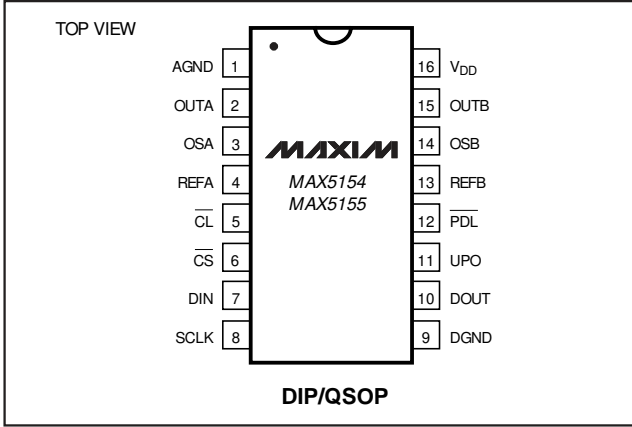 TOP VIEW
AGND 1 16 VDD
OUTA 2 15 OUTB
OSA 3 14 OSB
MAXIM
REFA 4 13 REFB
MAX5154
MAX5155
CL 5 12 PDL
CS 6 11 UPO
DIN 7 10 DOUT
SCLK 8 9 DGND
DIP/QSOP